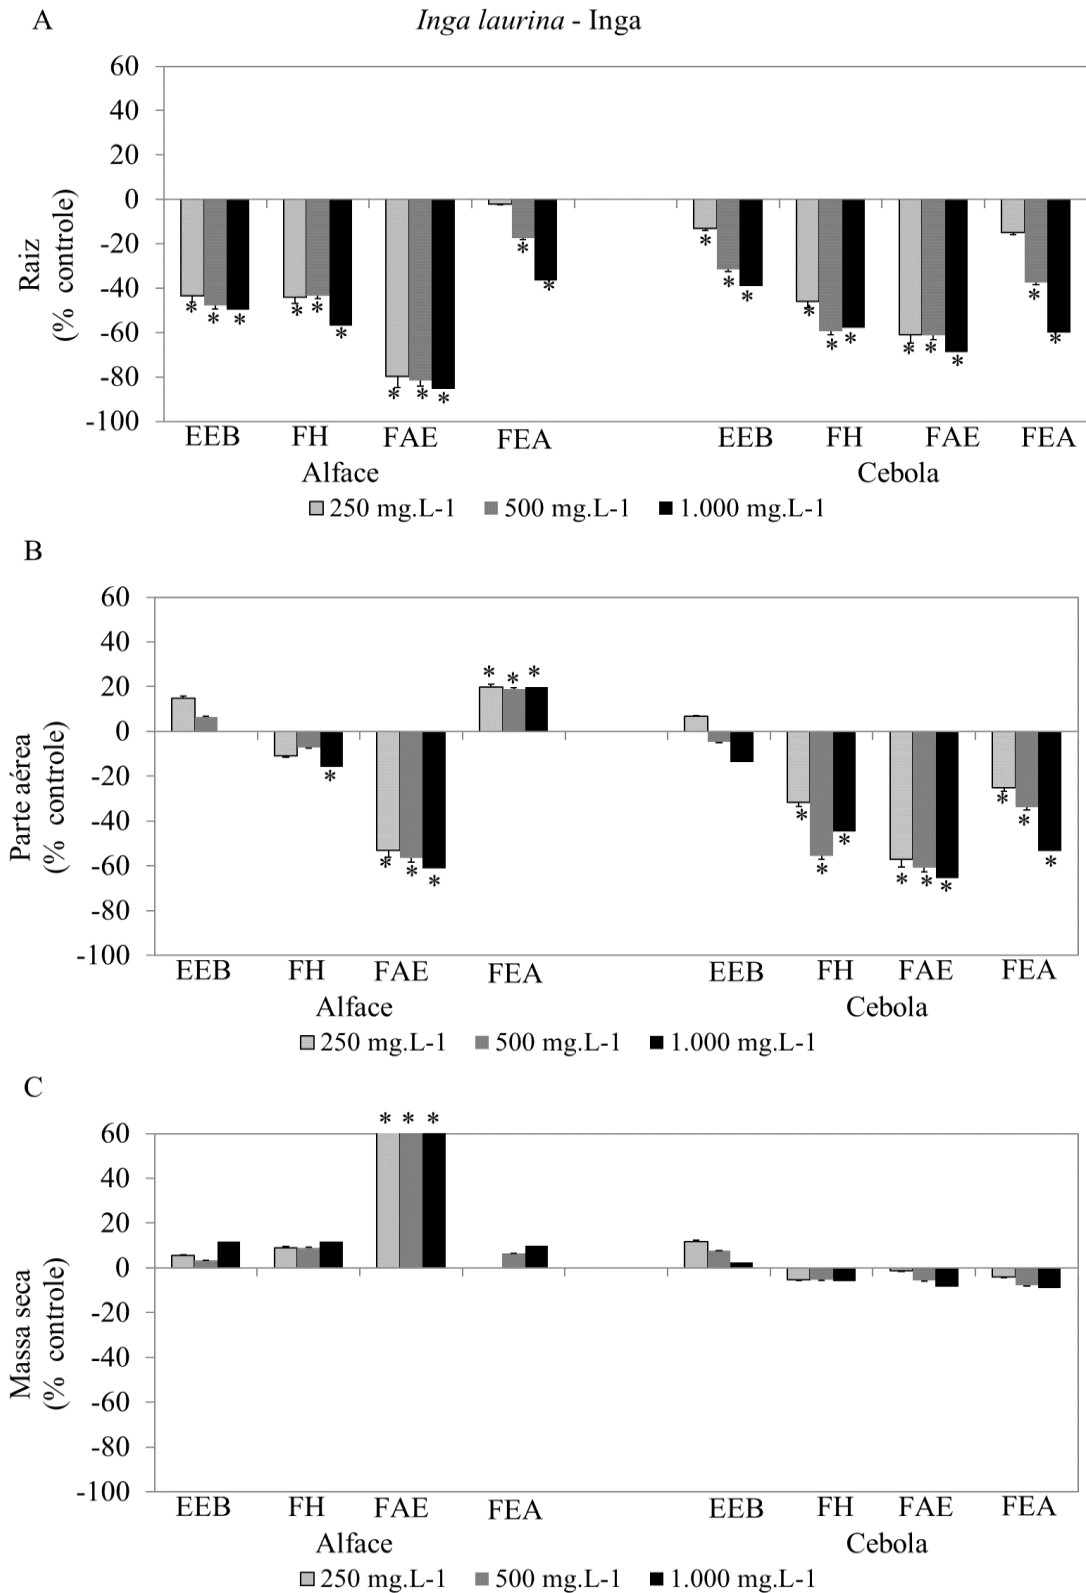 A
Inga laurina - Inga
Raiz
(% controle)
60
40
20
0
-20
-40
-60
-80
-100
* * * * * * * * * * * * * * * * * * * * * *
EEB FH FAE FEA EEB FH FAE FEA
Alface Cebola
250 mg.L-1 500 mg.L-1 1.000 mg.L-1
B
Parte aérea
(% controle)
60
40
20
0
-20
-40
-60
-80
-100
* * * * * * * * * * * * * * * *
EEB FH FAE FEA EEB FH FAE FEA
Alface Cebola
250 mg.L-1 500 mg.L-1 1.000 mg.L-1
C
Massa seca
(% controle)
* * *
60
40
20
0
-20
-40
-60
-80
-100
EEB FH FAE FEA EEB FH FAE FEA
Alface Cebola
250 mg.L-1 500 mg.L-1 1.000 mg.L-1